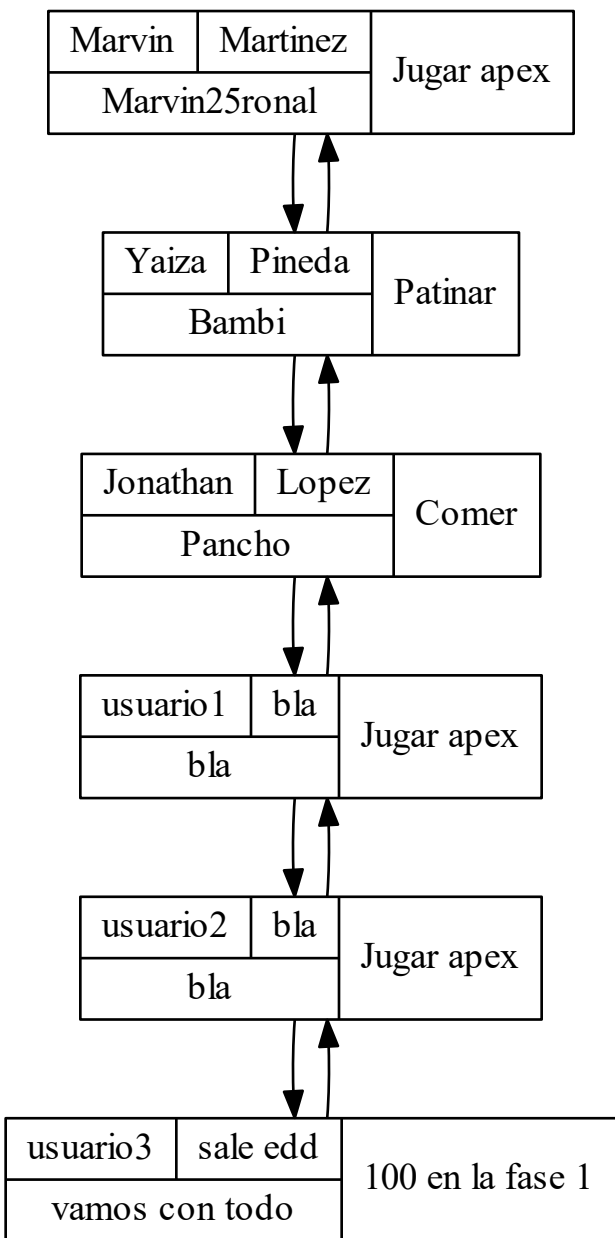 Marvin Martinez Jugar apex
Marvin25ronal
Yaiza Pineda Patinar
Bambi
Jonathan Lopez Comer
Pancho
usuario1 bla Jugar apex
bla
usuario2 bla Jugar apex
bla
usuario3 sale edd 100 en la fase 1
vamos con todo